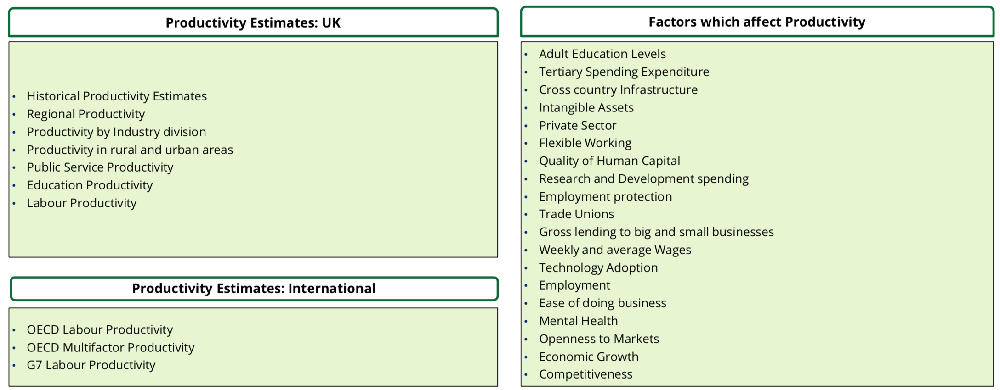 Productivity Estimates: UK
• Historical Productivity Estimates
• Regional Productivity
• Productivity by Industry division
• Productivity in rural and urban areas
• Public Service Productivity
• Education Productivity
• Labour Productivity
Productivity Estimates: International
• OECD Labour Productivity
• OECD Multifactor Productivity
• G7 Labour Productivity
Factors which affect Productivity
• Adult Education Levels
• Tertiary Spending Expenditure
• Cross country Infrastructure
• Intangible Assets
• Private Sector
• Flexible Working
• Quality of Human Capital
• Research and Development spending
• Employment protection
• Trade Unions
• Gross lending to big and small businesses
• Weekly and average Wages
• Technology Adoption
• Employment
• Ease of doing business
• Mental Health
• Openness to Markets
• Economic Growth
• Competitiveness